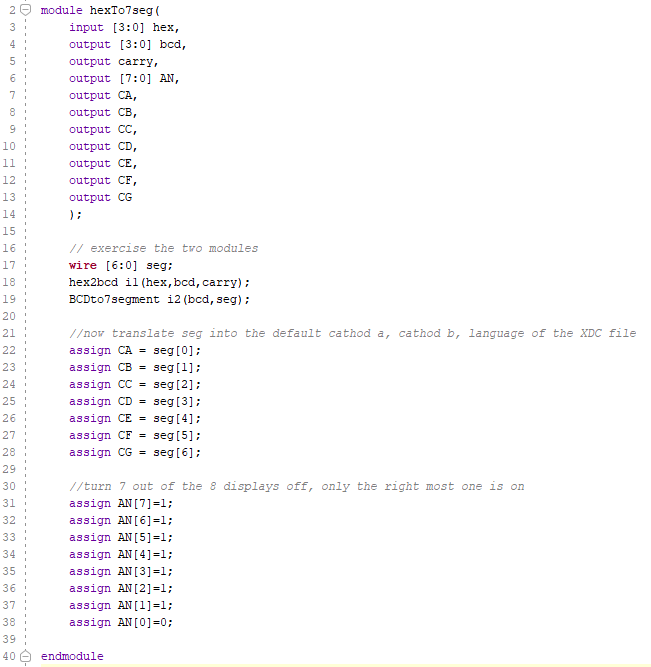 2 module hexTo7seg(
3 input [3:0] hex,
4 output [3:0] bcd,
5 output carry,
6 output [7:0] AN,
7 output CA,
8 output CB,
9 output CC,
10 output CD,
11 output CE,
12 output CF,
13 output CG
14 );
15
16 // exercise the two modules
17 wire [6:0] seg;
18 hex2bcd i1(hex,bcd,carry);
19 BCDto7segment i2(bcd,seg);
20
21 //now translate seg into the default cathod a, cathod b, language of the XDC file
22 assign CA = seg[0];
23 assign CB = seg[1];
24 assign CC = seg[2];
25 assign CD = seg[3];
26 assign CE = seg[4];
27 assign CF = seg[5];
28 assign CG = seg[6];
29
30 //turn 7 out of the 8 displays off, only the right most one is on
31 assign AN[7]=1;
32 assign AN[6]=1;
33 assign AN[5]=1;
34 assign AN[4]=1;
35 assign AN[3]=1;
36 assign AN[2]=1;
37 assign AN[1]=1;
38 assign AN[0]=0;
39
40 endmodule